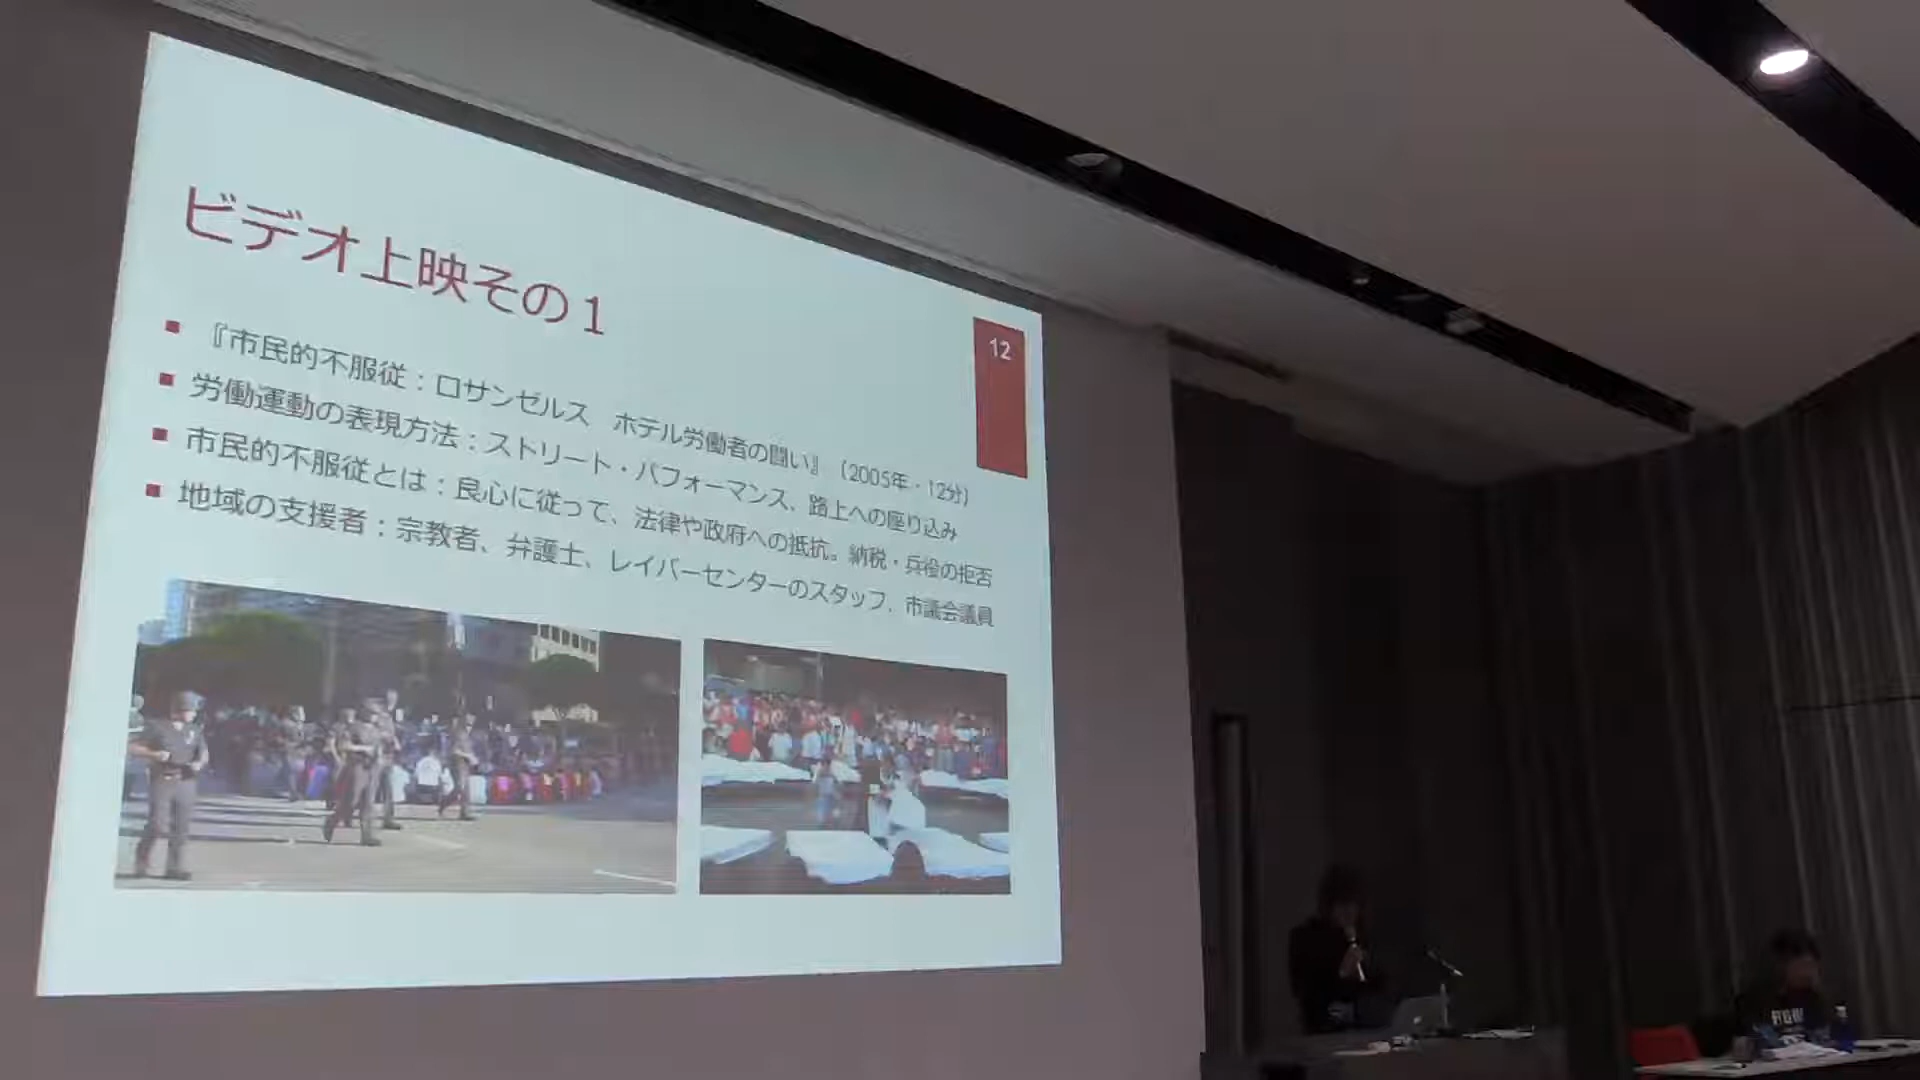 12
ビデオ上映その１
『市民的不服従：ロサンゼルス　ホテル労働者の闘い』（2005年・12分）
労働運動の表現方法：ストリート・パフォーマンス、路上への座り込み
市民的不服従とは：良心に従って、法律や政府への抵抗。納税・兵役の拒否
地域の支援者：宗教者、弁護士、レイバーセンターのスタッフ、市議会議員